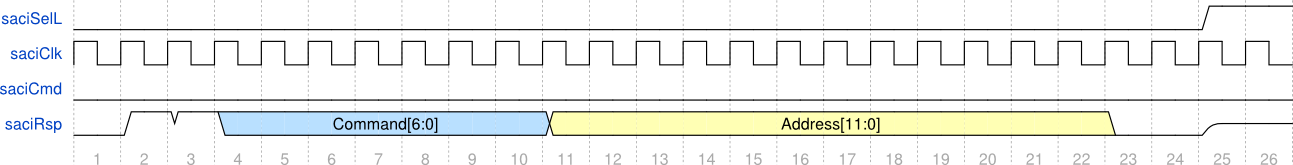 saciSelL
saciClk
saciCmd
saciRsp Command[6:0] Address[11:0]
1 2 3 4 5 6 7 8 9 10 11 12 13 14 15 16 17 18 19 20 21 22 23 24 25 26